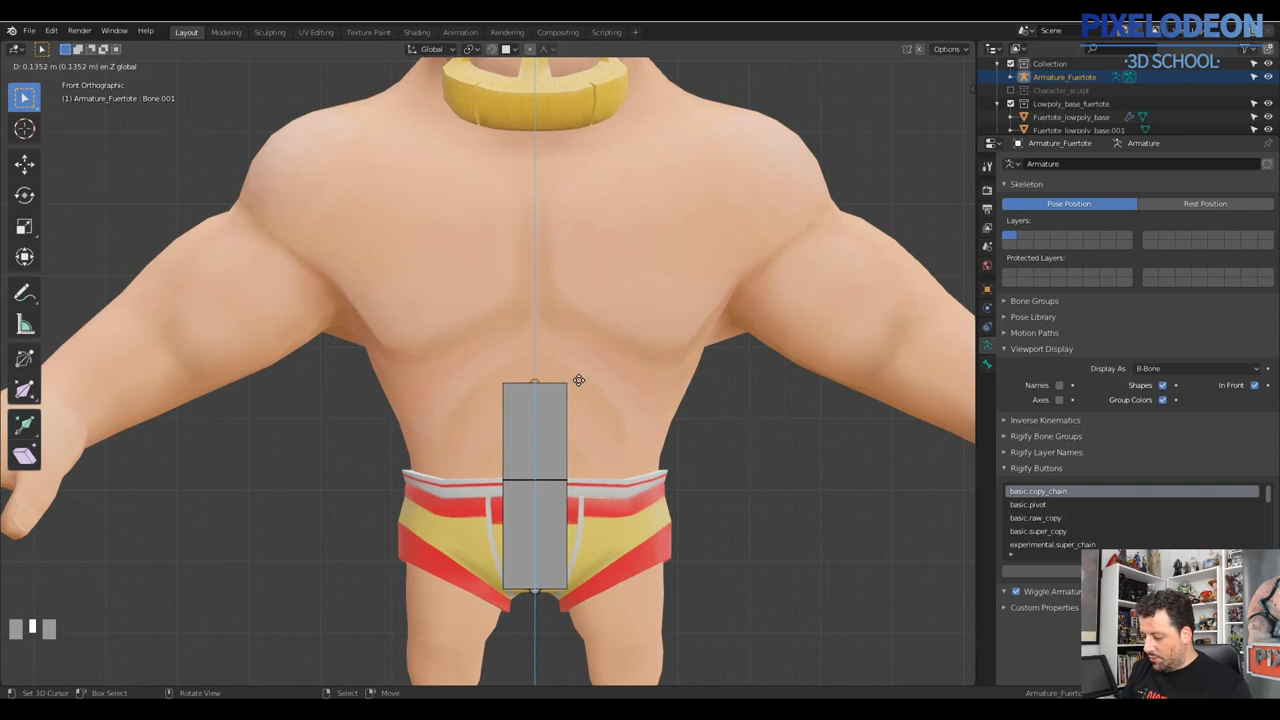 PIXELODEON
·3D SCHOOL·
File Edit Render Window Help Layout Modeling Sculpting UV Editing Texture Paint Shading Animation Rendering Compositing Scripting Scene
Global Options
D: 0.1352 m (0.1352 m) en Z global
Front Orthographic
(1) Armature_Fuertote : Bone.001
Collection
Armature_Fuertote
Character_sculpt
Lowpoly_base_fuertote
Fuertote_lowpoly_base
Fuertote_lowpoly_base.001
Armature_Fuertote Armature
Armature
Skeleton
Pose Position Rest Position
Layers:
Protected Layers:
Bone Groups
Pose Library
Motion Paths
Viewport Display
Display As B-Bone
Names Shapes In Front
Axes Group Colors
Inverse Kinematics
Rigify Bone Groups
Rigify Layer Names
Rigify Buttons
basic.copy_chain
basic.pivot
basic.raw_copy
basic.super_copy
experimental.super_chain
Wiggle Armatu
Custom Properties
Set 3D Cursor Box Select Rotate View Select Move Armature_Fuerto